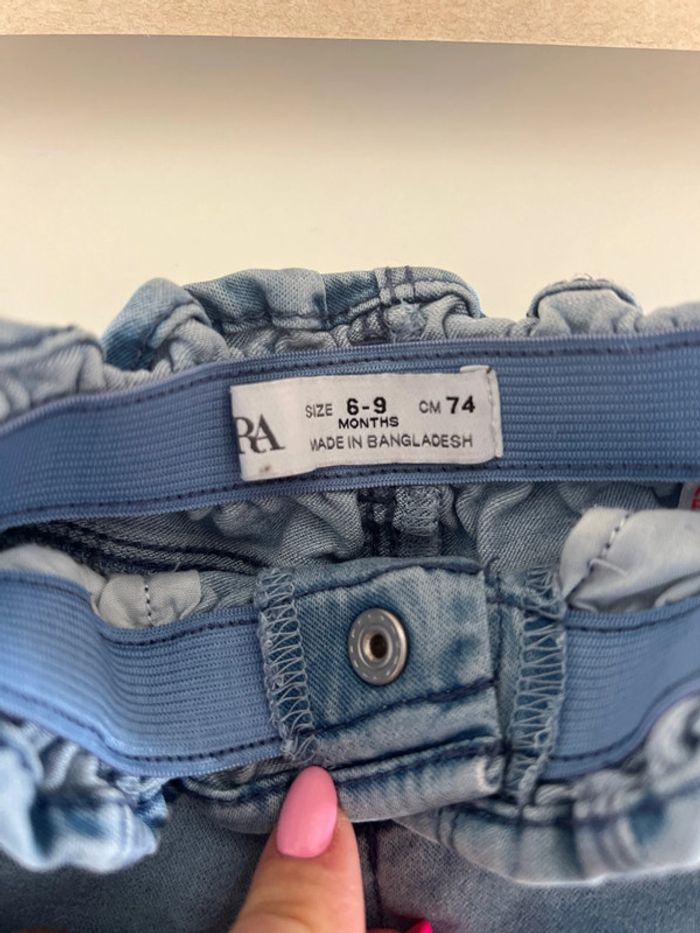 RA
SIZE 6-9 CM 74
MONTHS
MADE IN BANGLADESH